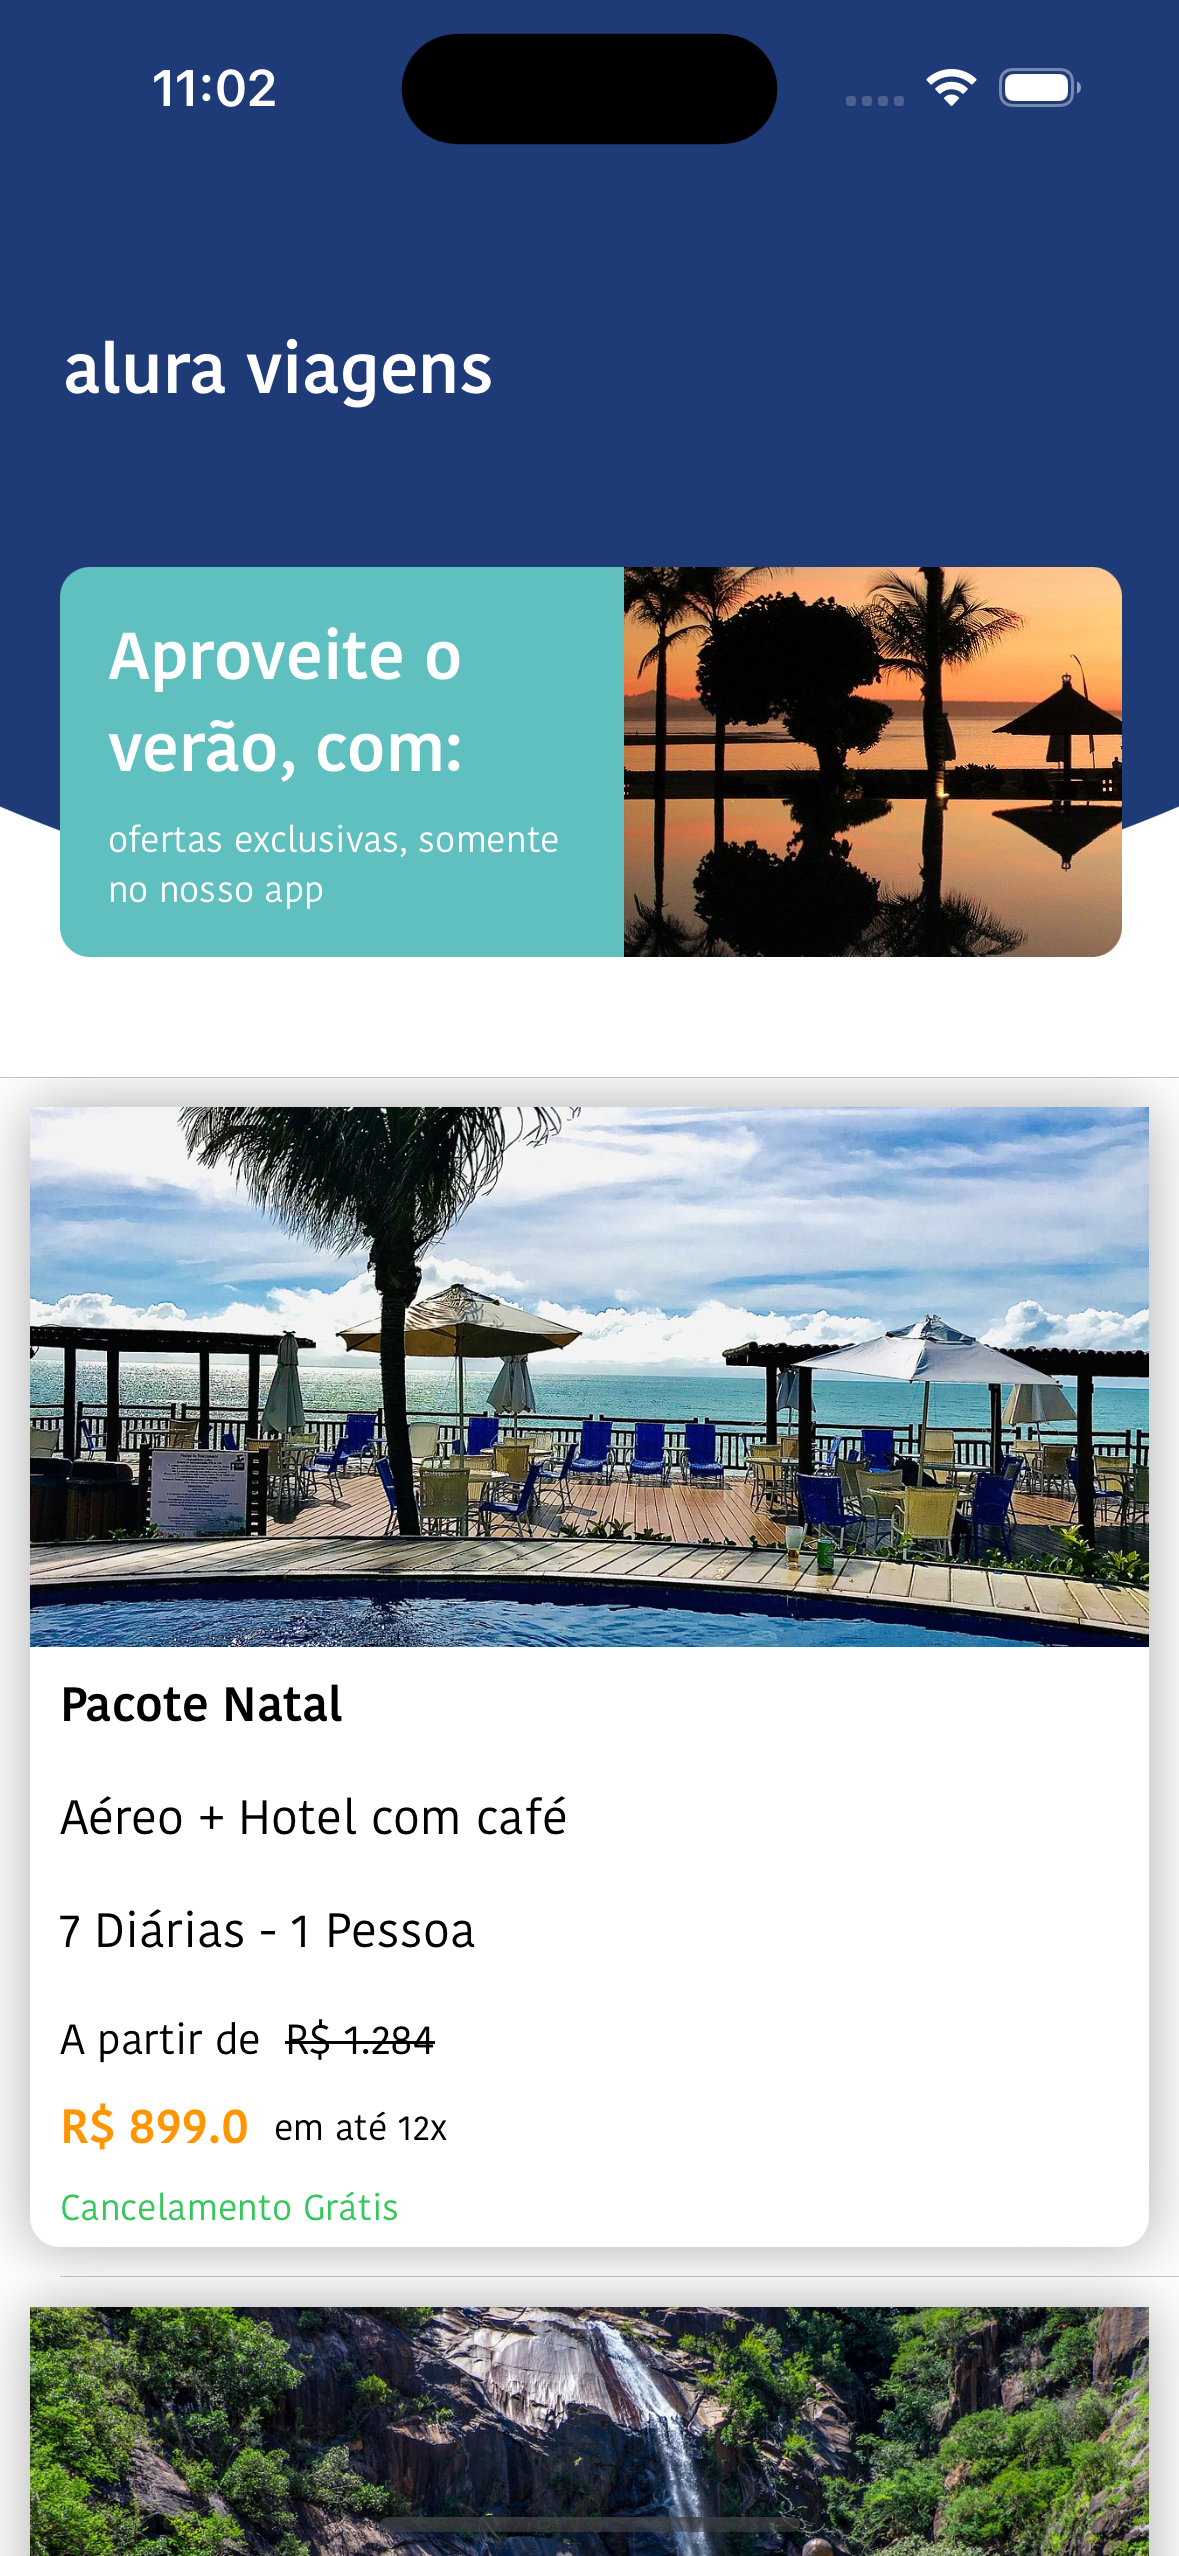 11:02
alura viagens
Aproveite o
verão, com:
ofertas exclusivas, somente
no nosso app
Pacote Natal
Aéreo + Hotel com café
7 Diárias - 1 Pessoa
A partir de R$ 1.284
R$ 899.0 em até 12x
Cancelamento Grátis